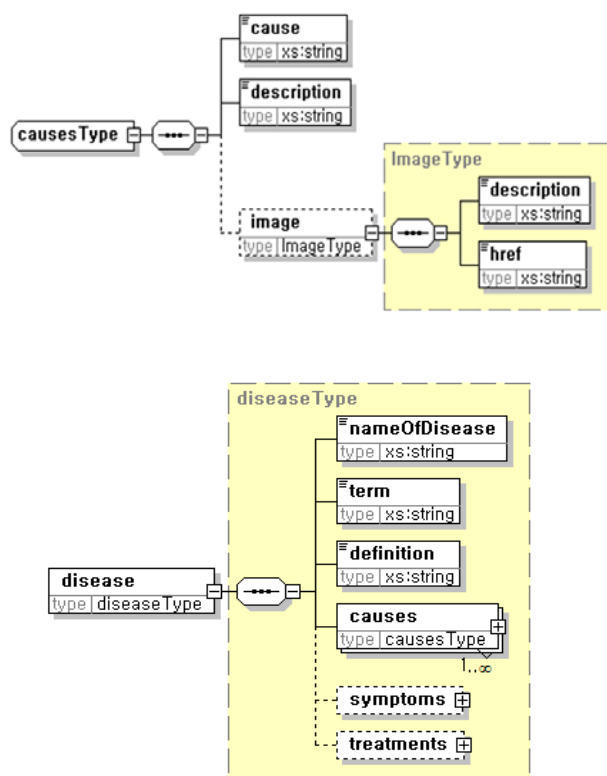 cause
type xs:string
description
type xs:string
causesType
ImageType
description
type xs:string
image
type ImageType
href
type xs:string
diseaseType
nameOfDisease
type xs:string
term
type xs:string
definition
type xs:string
disease
type diseaseType
causes
type causesType
1..∞
symptoms
treatments